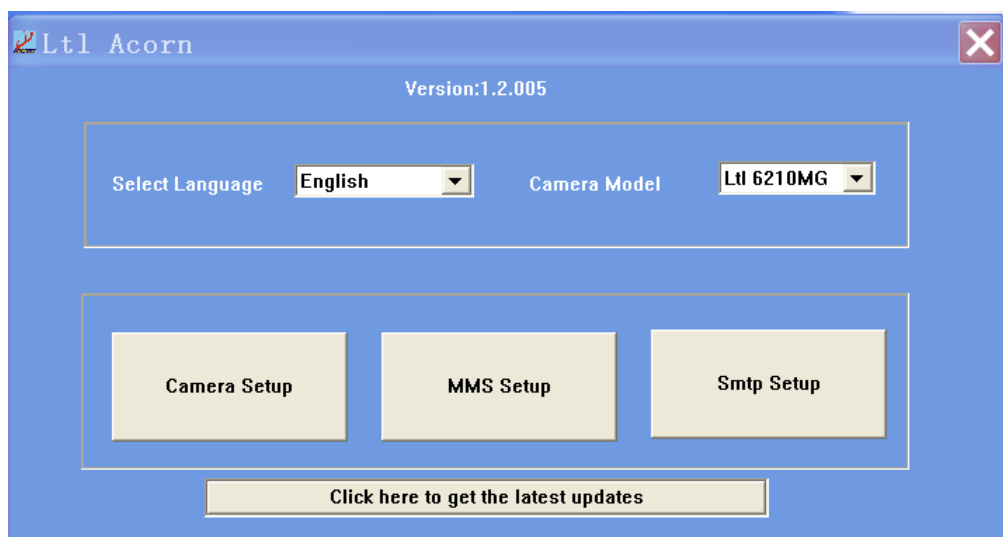 Ltl Acorn
Version:1.2.005
Select Language English Camera Model Ltl 6210MG
Camera Setup MMS Setup Smtp Setup
Click here to get the latest updates